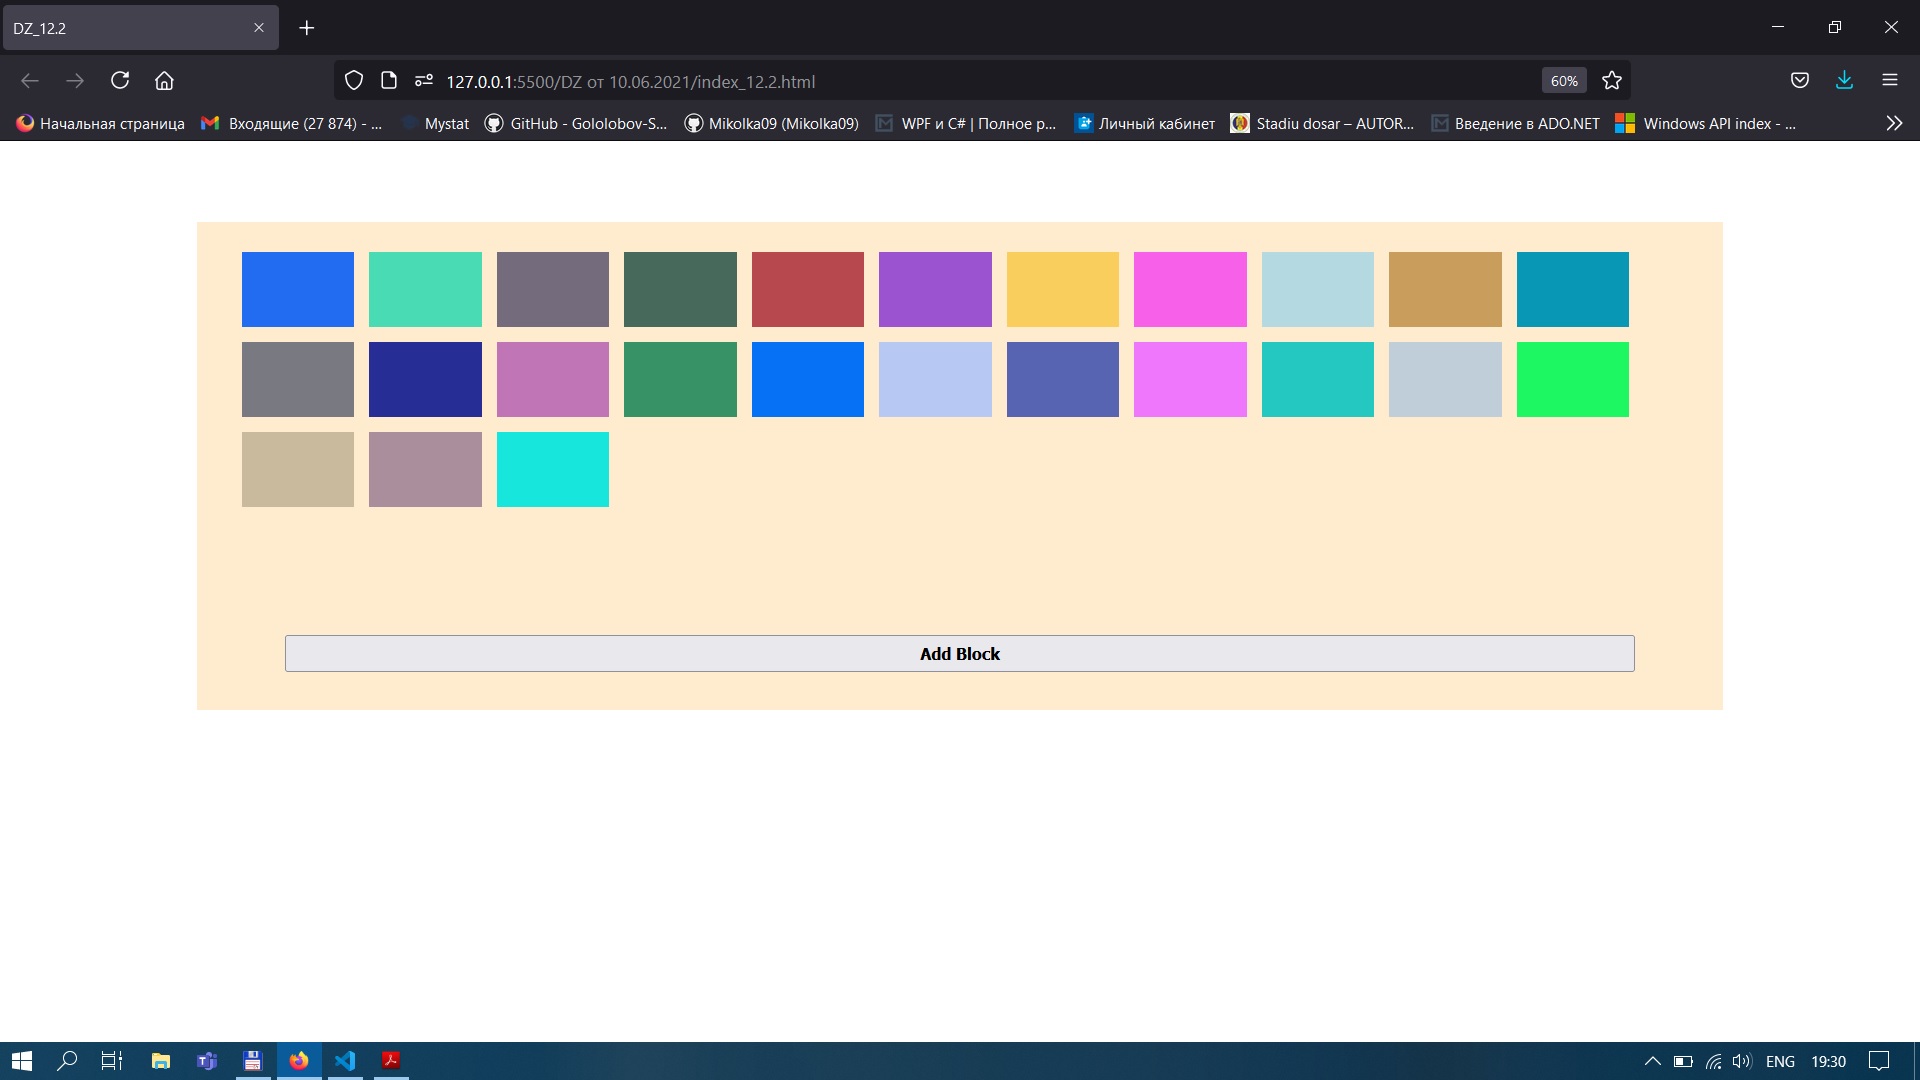 DZ_12.2
127.0.0.1:5500/DZ от 10.06.2021/index_12.2.html 60%
Начальная страница Входящие (27 874) - ... Mystat GitHub - Gololobov-S... Mikolka09 (Mikolka09) WPF и C# | Полное р... Личный кабинет Stadiu dosar – AUTOR... Введение в ADO.NET Windows API index - ...
Add Block
ENG 19:30